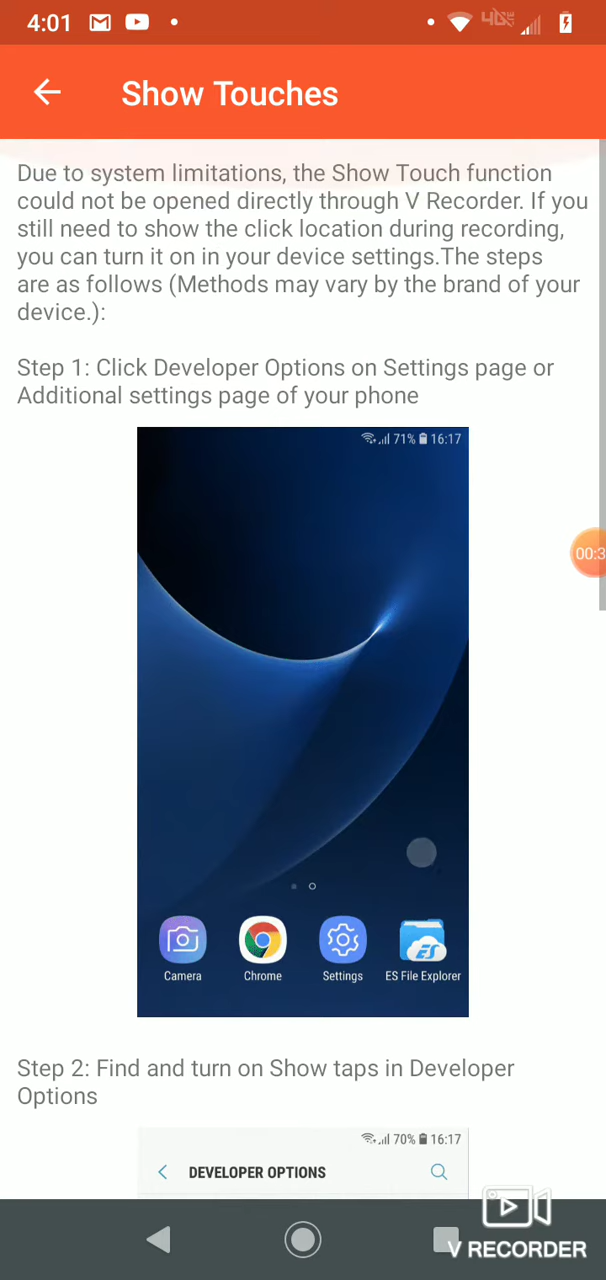 4:01
Show Touches
Due to system limitations, the Show Touch function
could not be opened directly through V Recorder. If you
still need to show the click location during recording,
you can turn it on in your device settings.The steps
are as follows (Methods may vary by the brand of your
device.):
Step 1: Click Developer Options on Settings page or
Additional settings page of your phone
71% 16:17
00:3
Camera Chrome Settings ES File Explorer
Step 2: Find and turn on Show taps in Developer
Options
70% 16:17
DEVELOPER OPTIONS
V RECORDER